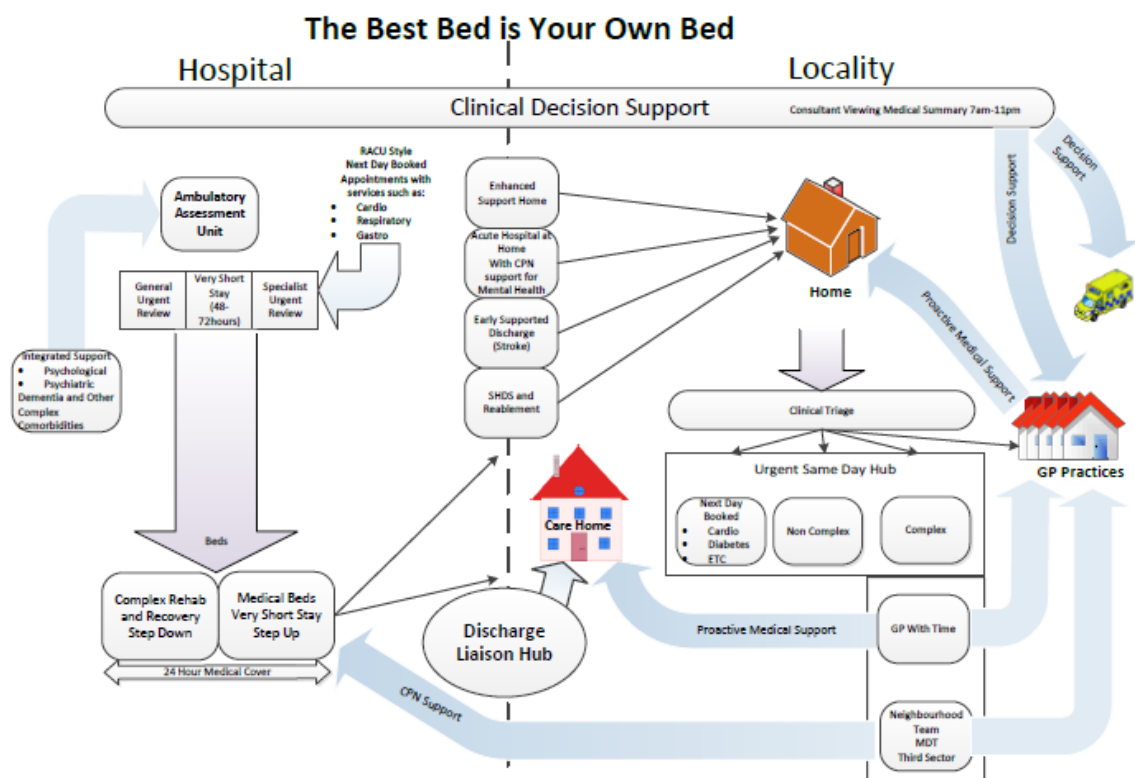 The Best Bed is Your Own Bed
Hospital
Locality
Clinical Decision Support
Consultant Viewing Medical Summary 7am-11pm
RACU Style
Next Day Booked
Appointments with
services such as:
• Cardio
• Respiratory
• Gastro
Ambulatory
Assessment
Unit
General
Urgent
Review
Very Short
Stay
(48-
72hours)
Specialist
Urgent
Review
Integrated Support
• Psychological
• Psychiatric
Dementia and Other
Complex
Comorbidities
Beds
Complex Rehab
and Recovery
Step Down
Medical Beds
Very Short Stay
Step Up
24 Hour Medical Cover
Enhanced
Support Home
Acute Hospital at
Home
With CPN
support for
Mental Health
Early Supported
Discharge
(Stroke)
SHDS and
Reablement
Care Home
Discharge
Liaison Hub
Home
Decision Support
Decision
Support
Proactive Medical Support
Clinical Triage
GP Practices
Urgent Same Day Hub
Next Day
Booked
• Cardio
• Diabetes
• ETC
Non Complex
Complex
Proactive Medical Support
GP With Time
CPN Support
Neighbourhood
Team
MDT
Third Sector